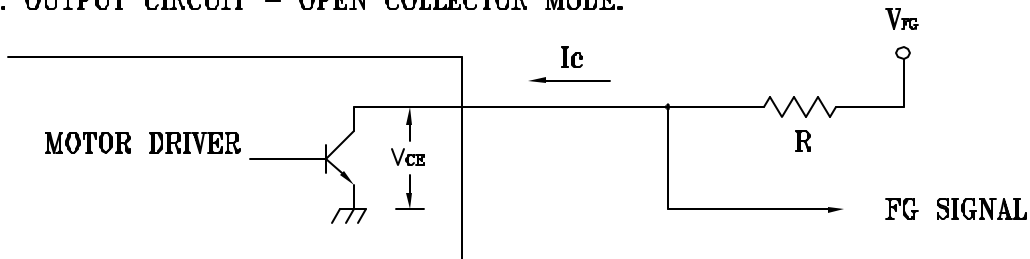 . OUTPUT CIRCUIT - OPEN COLLECTOR MODE.
VFG
Ic
MOTOR DRIVER
VCE
R
FG SIGNAL